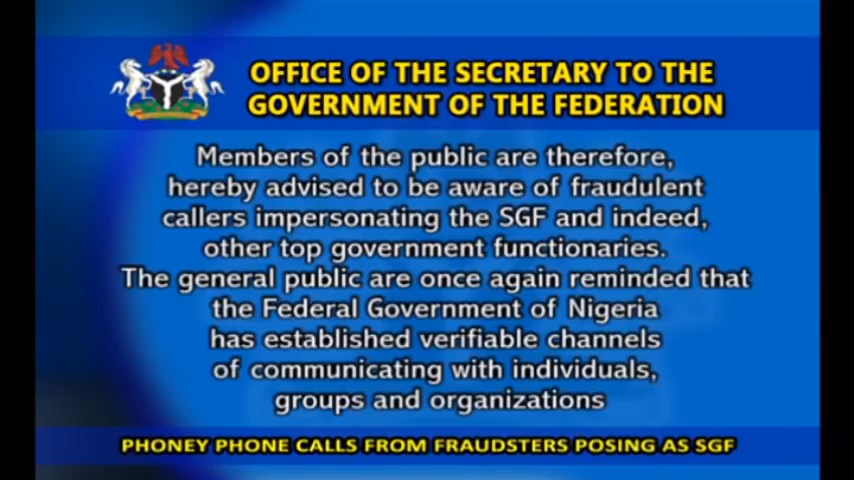 OFFICE OF THE SECRETARY TO THE
GOVERNMENT OF THE FEDERATION
Members of the public are therefore,
hereby advised to be aware of fraudulent
callers impersonating the SGF and indeed,
other top government functionaries.
The general public are once again reminded that
the Federal Government of Nigeria
has established verifiable channels
of communicating with individuals,
groups and organizations
PHONEY PHONE CALLS FROM FRAUDSTERS POSING AS SGF